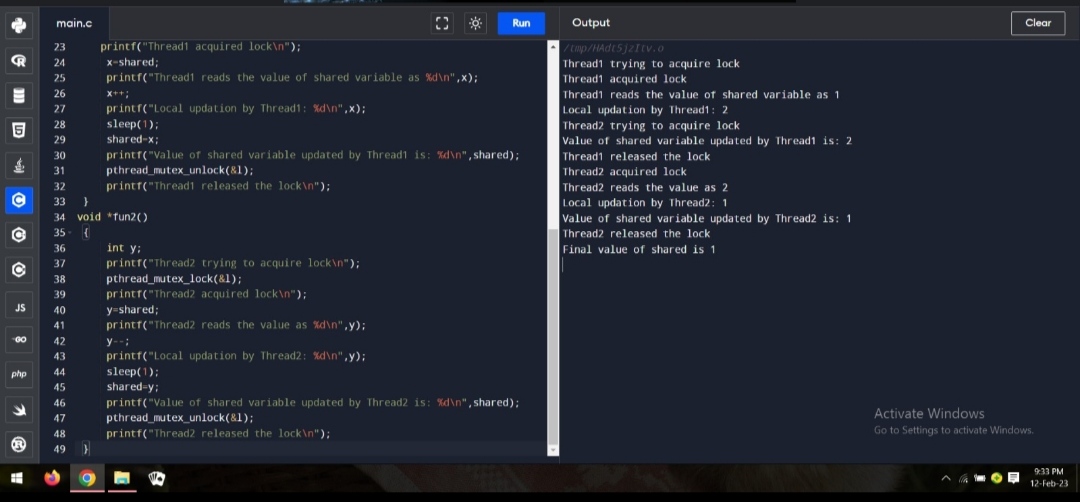 main.c
Run
Output
Clear
23 printf("Thread1 acquired lock\n");
24 x=shared;
25 printf("Thread1 reads the value of shared variable as %d\n",x);
26 x++;
27 printf("Local updation by Thread1: %d\n",x);
28 sleep(1);
29 shared=x;
30 printf("Value of shared variable updated by Thread1 is: %d\n",shared);
31 pthread_mutex_unlock(&l);
32 printf("Thread1 released the lock\n");
33 }
34 void *fun2()
35 - {
36 int y;
37 printf("Thread2 trying to acquire lock\n");
38 pthread_mutex_lock(&l);
39 printf("Thread2 acquired lock\n");
40 y=shared;
41 printf("Thread2 reads the value as %d\n",y);
42 y--;
43 printf("Local updation by Thread2: %d\n",y);
44 sleep(1);
45 shared=y;
46 printf("Value of shared variable updated by Thread2 is: %d\n",shared);
47 pthread_mutex_unlock(&l);
48 printf("Thread2 released the lock\n");
49 }
/tmp/HAdtSjzItv.o
Thread1 trying to acquire lock
Thread1 acquired lock
Thread1 reads the value of shared variable as 1
Local updation by Thread1: 2
Thread2 trying to acquire lock
Value of shared variable updated by Thread1 is: 2
Thread1 released the lock
Thread2 acquired lock
Thread2 reads the value as 2
Local updation by Thread2: 1
Value of shared variable updated by Thread2 is: 1
Thread2 released the lock
Final value of shared is 1
JS
GO
php
Activate Windows
Go to Settings to activate Windows.
9:33 PM
12-Feb-23